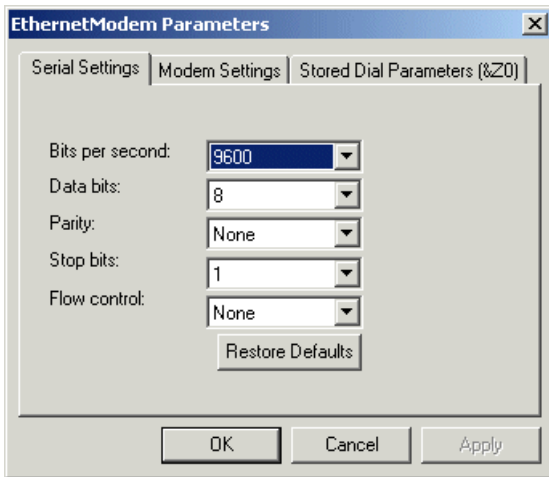 EthernetModem Parameters
Serial Settings Modem Settings Stored Dial Parameters (&Z0)
Bits per second: 9600
Data bits: 8
Parity: None
Stop bits: 1
Flow control: None
Restore Defaults
OK Cancel Apply